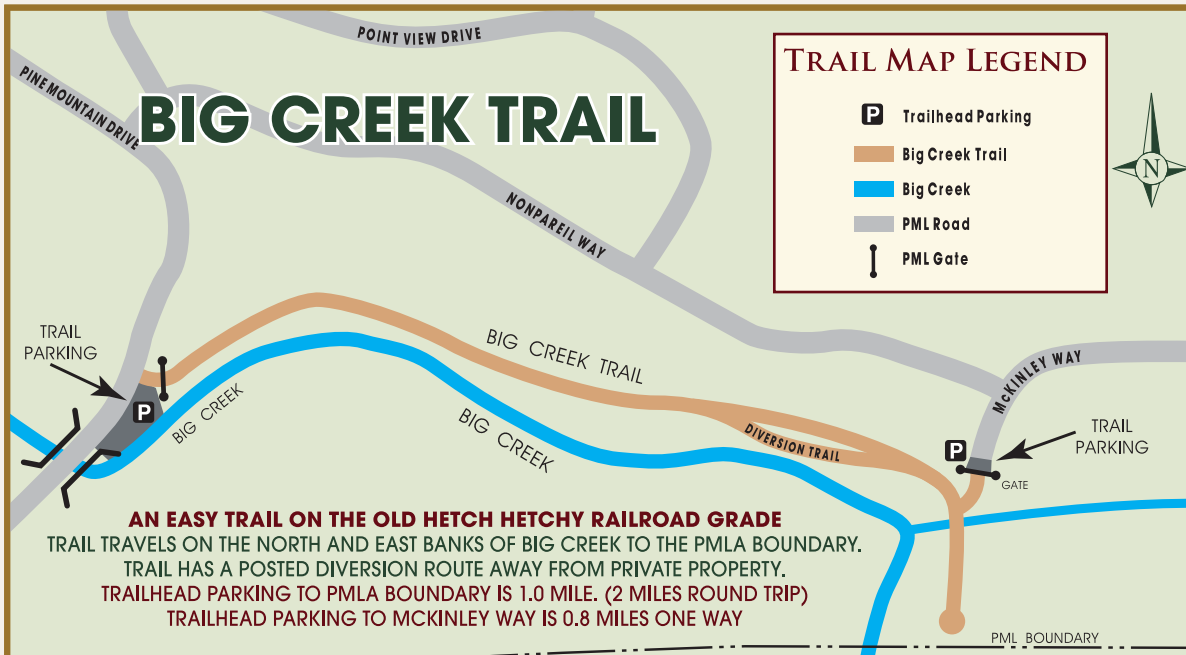 POINT VIEW DRIVE
PINE MOUNTAIN DRIVE
BIG CREEK TRAIL
NONPAREIL WAY
TRAIL MAP LEGEND
P Trailhead Parking
Big Creek Trail
Big Creek
PML Road
PML Gate
N
TRAIL
PARKING
P
BIG CREEK
BIG CREEK TRAIL
BIG CREEK
DIVERSION TRAIL
McKINLEY WAY
P
TRAIL
PARKING
GATE
AN EASY TRAIL ON THE OLD HETCH HETCHY RAILROAD GRADE
TRAIL TRAVELS ON THE NORTH AND EAST BANKS OF BIG CREEK TO THE PMLA BOUNDARY.
TRAIL HAS A POSTED DIVERSION ROUTE AWAY FROM PRIVATE PROPERTY.
TRAILHEAD PARKING TO PMLA BOUNDARY IS 1.0 MILE. (2 MILES ROUND TRIP)
TRAILHEAD PARKING TO MCKINLEY WAY IS 0.8 MILES ONE WAY
PML BOUNDARY